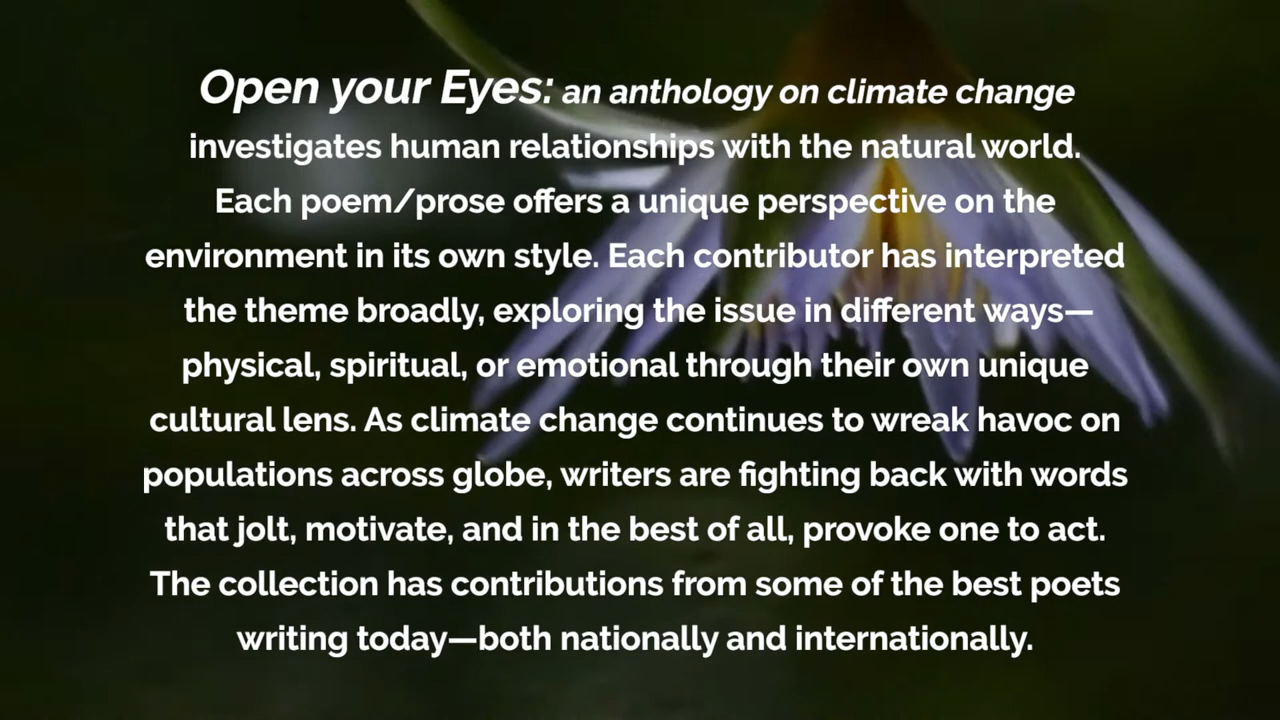 Open your Eyes: an anthology on climate change
investigates human relationships with the natural world.
Each poem/prose offers a unique perspective on the
environment in its own style. Each contributor has interpreted
the theme broadly, exploring the issue in different ways—
physical, spiritual, or emotional through their own unique
cultural lens. As climate change continues to wreak havoc on
populations across globe, writers are fighting back with words
that jolt, motivate, and in the best of all, provoke one to act.
The collection has contributions from some of the best poets
writing today—both nationally and internationally.